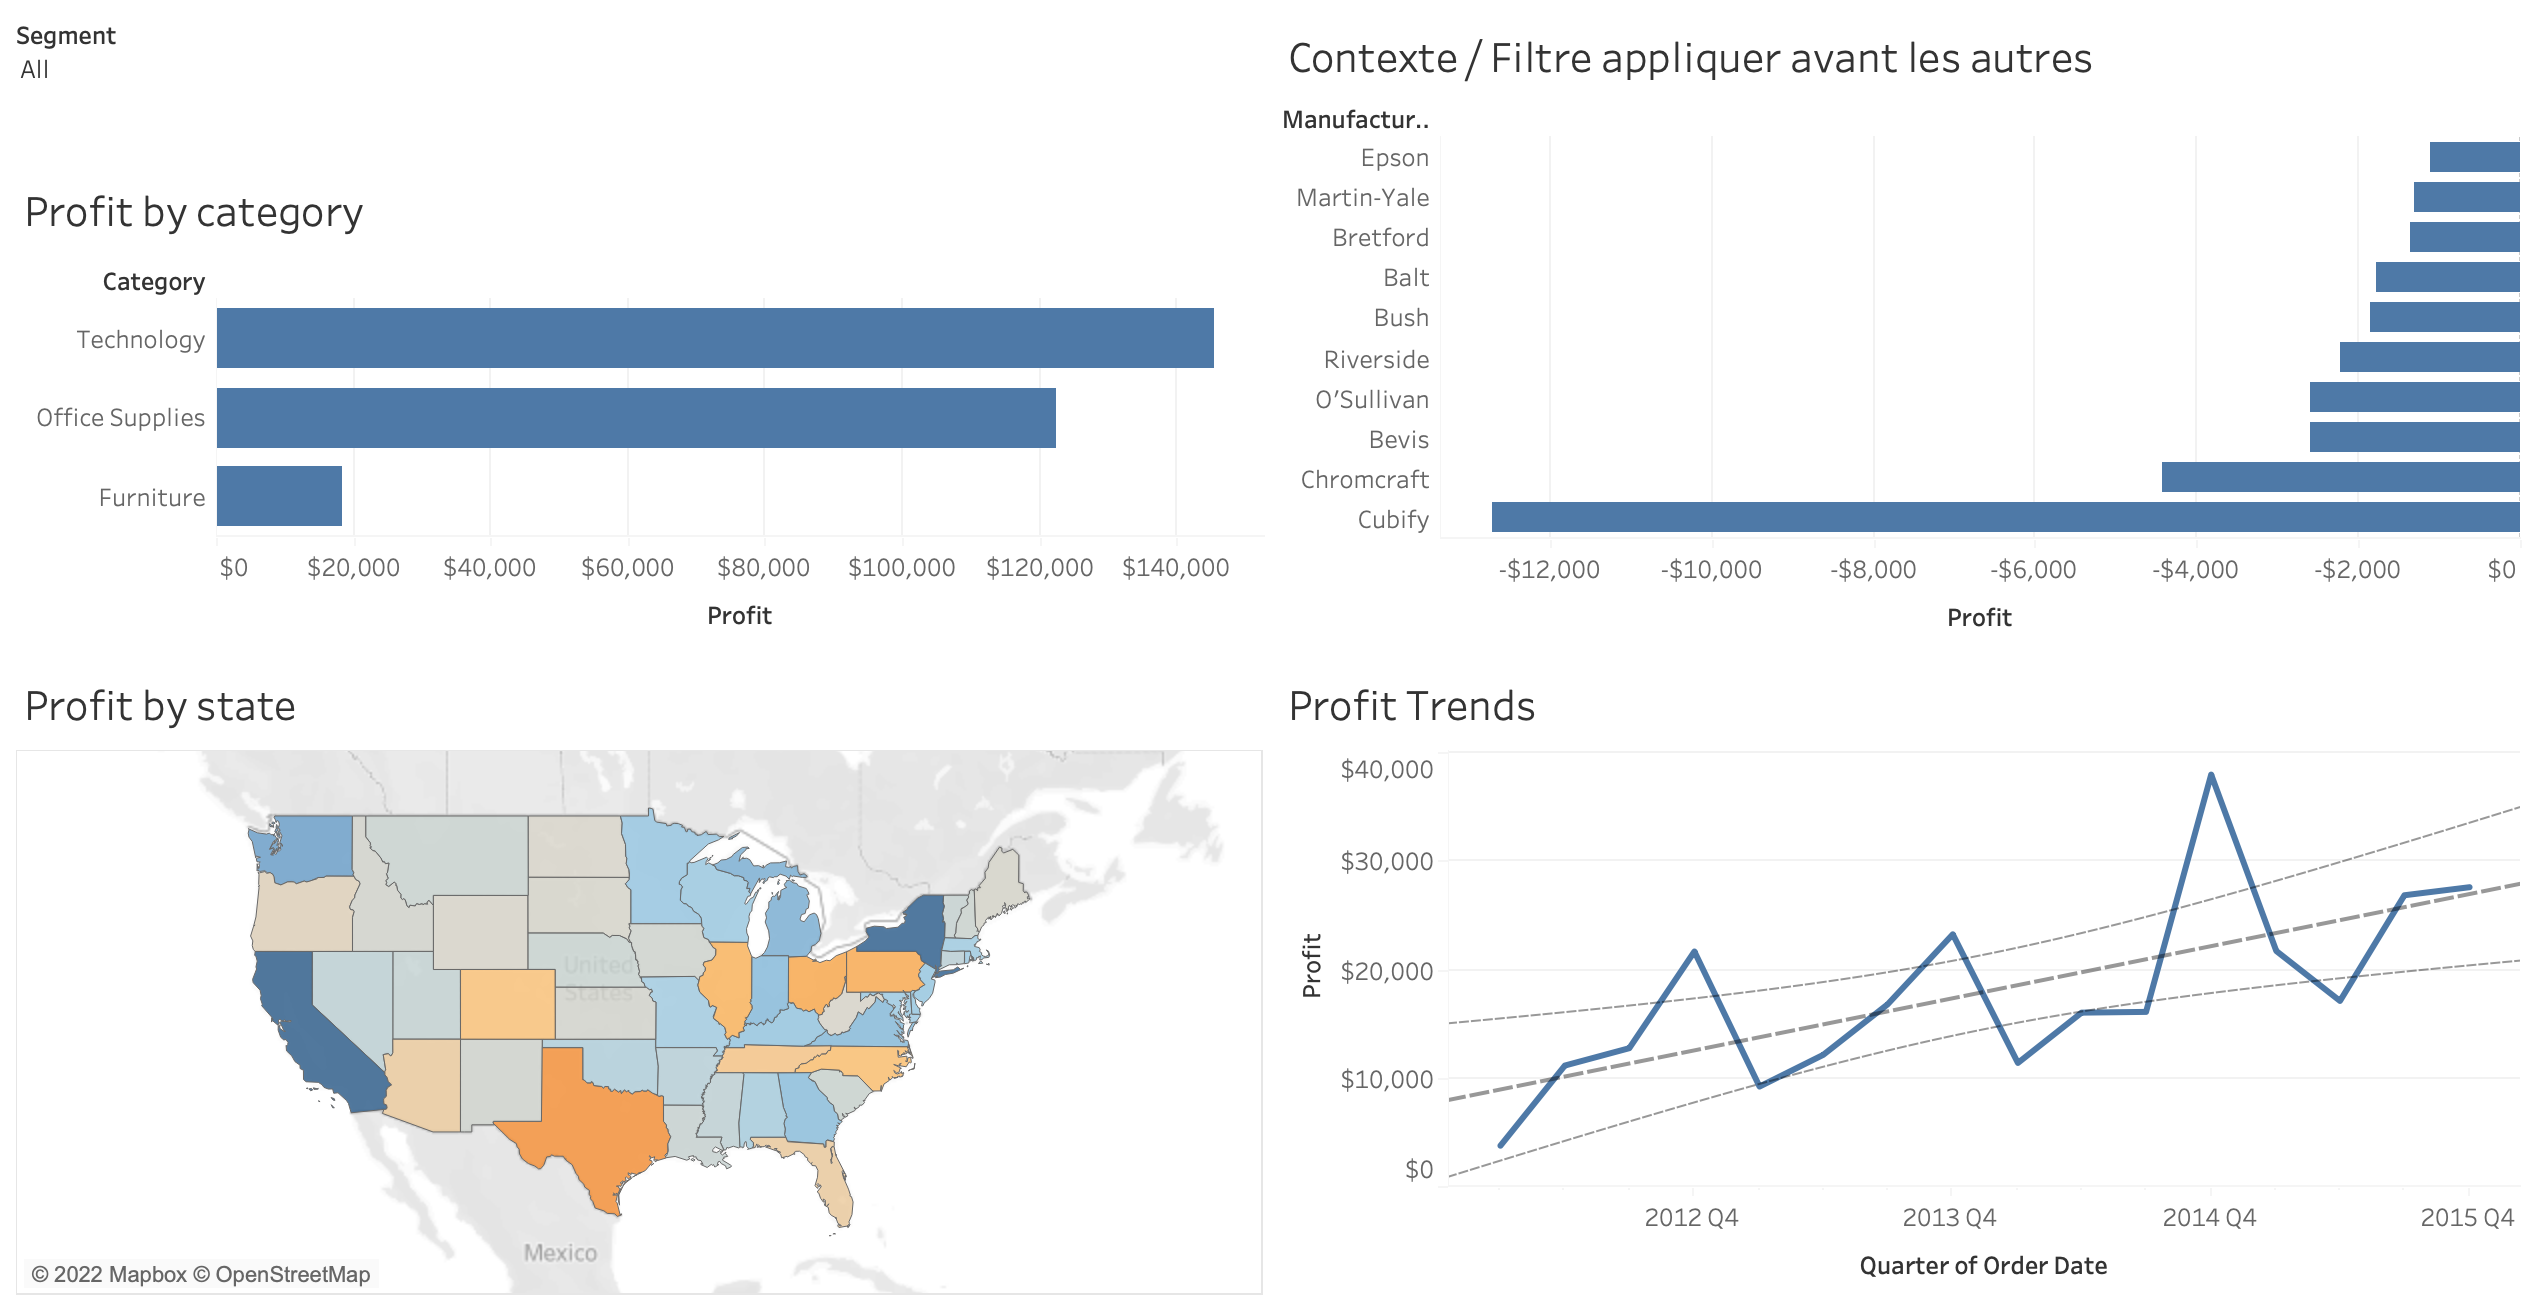 Segment
All
Profit by category
Category
Technology
Office Supplies
Furniture
$0 $20,000 $40,000 $60,000 $80,000 $100,000 $120,000 $140,000
Profit
Contexte / Filtre appliquer avant les autres
Manufactur..
Epson
Martin-Yale
Bretford
Balt
Bush
Riverside
O'Sullivan
Bevis
Chromcraft
Cubify
-$12,000 -$10,000 -$8,000 -$6,000 -$4,000 -$2,000 $0
Profit
Profit by state
United
States
Mexico
© 2022 Mapbox © OpenStreetMap
Profit Trends
$40,000
$30,000
$20,000
$10,000
$0
Profit
2012 Q4 2013 Q4 2014 Q4 2015 Q4
Quarter of Order Date